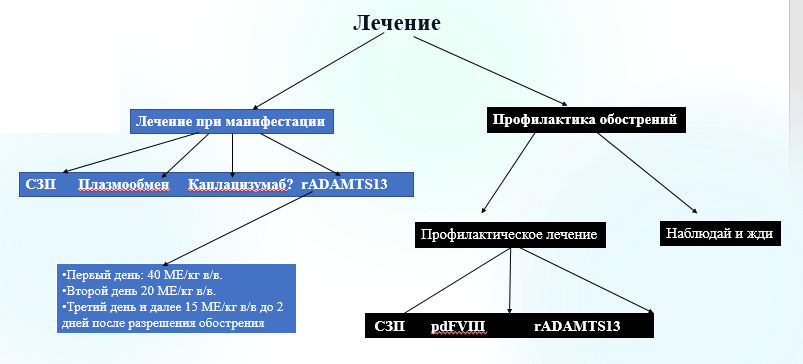 Лечение
Лечение при манифестации
СЗП Плазмообмен Каплацизумаб? rADAMTS13
•Первый день: 40 МЕ/кг в/в.
•Второй день 20 МЕ/кг в/в.
•Третий день и далее 15 МЕ/кг в/в до 2
дней после разрешения обострения
Профилактика обострений
Профилактическое лечение
Наблюдай и жди
СЗП pdFVIII rADAMTS13